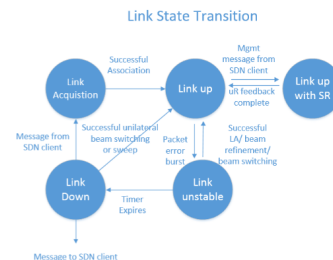 Link State Transition
Successful
Association
Mgmt
message from
SDN client
Link
Acquistion
Link up
Link up
with SR
uR feedback
complete
Message from
SDN client
Successful unilateral
beam switching
or sweep
Packet
error
burst
Successful
LA/ beam
refinement/
beam switching
Link
Down
Timer
Expires
Link
unstable
Message to SDN client